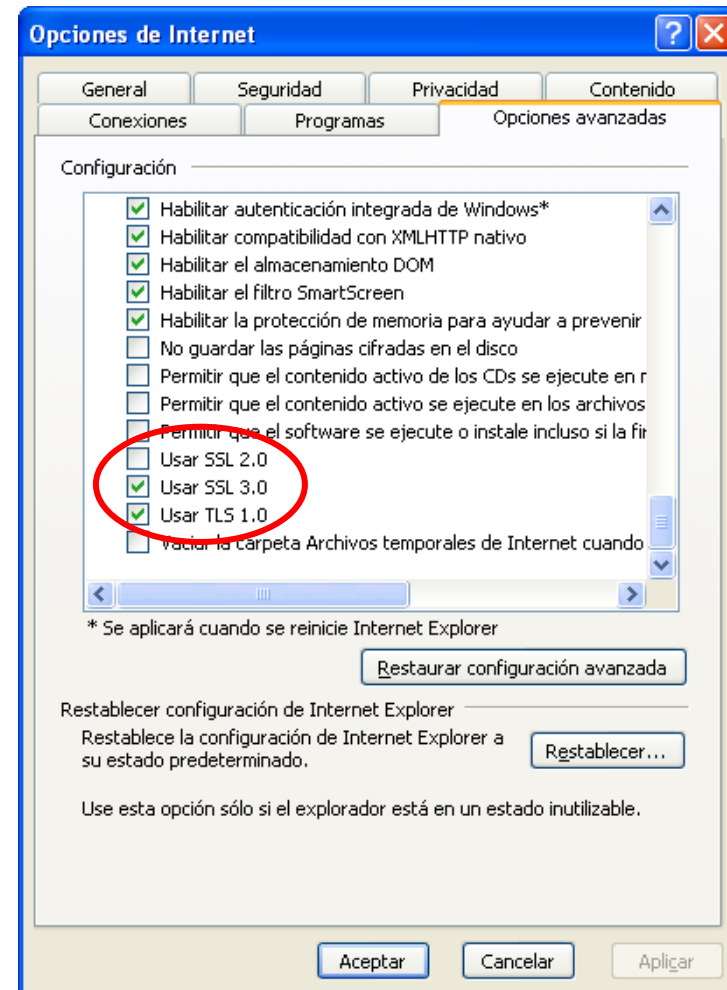 Opciones de Internet
General Seguridad Privacidad Contenido
Conexiones Programas Opciones avanzadas
Configuración
Habilitar autenticación integrada de Windows*
Habilitar compatibilidad con XMLHTTP nativo
Habilitar el almacenamiento DOM
Habilitar el filtro SmartScreen
Habilitar la protección de memoria para ayudar a prevenir
No guardar las páginas cifradas en el disco
Permitir que el contenido activo de los CDs se ejecute en
Permitir que el contenido activo se ejecute en los archivos
Permitir que el software se ejecute o instale incluso si la
Usar SSL 2.0
Usar SSL 3.0
Usar TLS 1.0
Vaciar la carpeta Archivos temporales de Internet cuando
* Se aplicará cuando se reinicie Internet Explorer
Restaurar configuración avanzada
Restablecer configuración de Internet Explorer
Restablece la configuración de Internet Explorer a
su estado predeterminado.
Restablecer...
Use esta opción sólo si el explorador está en un estado inutilizable.
Aceptar Cancelar Aplicar